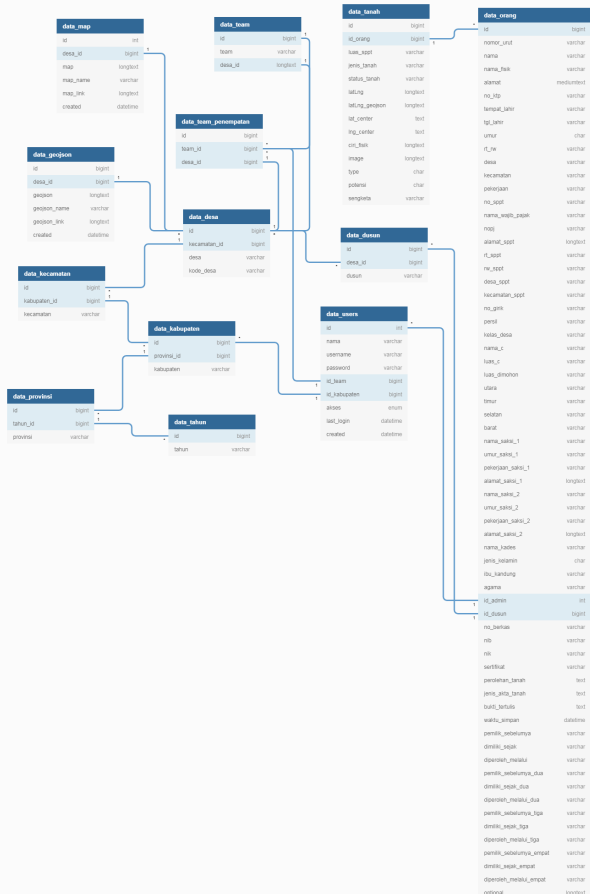 data_map
id int
desa_id bigint
map longtext
map_name varchar
map_link longtext
created datetime
data_team
id bigint
team varchar
desa_id longtext
data_tanah
id bigint
id_orang bigint
luas_sppt varchar
jenis_tanah varchar
status_tanah varchar
latLng longtext
latLng_geojson longtext
lat_center text
lng_center text
ciri_fisik longtext
image longtext
type char
potensi char
sengketa varchar
data_team_penempatan
id bigint
team_id bigint
desa_id bigint
data_geojson
id bigint
desa_id bigint
geojson longtext
geojson_name varchar
geojson_link longtext
created datetime
data_desa
id bigint
kecamatan_id bigint
desa varchar
kode_desa varchar
data_dusun
id bigint
desa_id bigint
dusun varchar
data_kecamatan
id bigint
kabupaten_id bigint
kecamatan varchar
data_kabupaten
id bigint
provinsi_id bigint
kabupaten varchar
data_users
id int
nama varchar
username varchar
password varchar
id_team bigint
id_kabupaten bigint
akses enum
last_login datetime
created datetime
data_provinsi
id bigint
tahun_id bigint
provinsi varchar
data_tahun
id bigint
tahun varchar
data_orang
id bigint
nomor_urut varchar
nama varchar
nama_fisik varchar
alamat mediumtext
no_ktp varchar
tempat_lahir varchar
tgl_lahir varchar
umur char
rt_rw varchar
desa varchar
kecamatan varchar
pekerjaan varchar
no_sppt varchar
nama_wajib_pajak varchar
nopj varchar
alamat_sppt longtext
rt_sppt varchar
rw_sppt varchar
desa_sppt varchar
kecamatan_sppt varchar
no_girik varchar
persil varchar
kelas_desa varchar
nama_c varchar
luas_c varchar
luas_dimohon varchar
utara varchar
timur varchar
selatan varchar
barat varchar
nama_saksi_1 varchar
umur_saksi_1 varchar
pekerjaan_saksi_1 varchar
alamat_saksi_1 longtext
nama_saksi_2 varchar
umur_saksi_2 varchar
pekerjaan_saksi_2 varchar
alamat_saksi_2 longtext
nama_kades varchar
jenis_kelamin char
ibu_kandung varchar
agama varchar
id_admin int
id_dusun bigint
no_berkas varchar
nib varchar
nik varchar
sertifikat varchar
perolehan_tanah text
jenis_akta_tanah text
bukti_tertulis text
waktu_simpan datetime
pemilik_sebelumya varchar
dimiliki_sejak varchar
diperoleh_melalui varchar
pemilik_sebelumya_dua varchar
dimiliki_sejak_dua varchar
diperoleh_melalui_dua varchar
pemilik_sebelumya_tiga varchar
dimiliki_sejak_tiga varchar
diperoleh_melalui_tiga varchar
pemilik_sebelumya_empat varchar
dimiliki_sejak_empat varchar
diperoleh_melalui_empat varchar
optional longtext